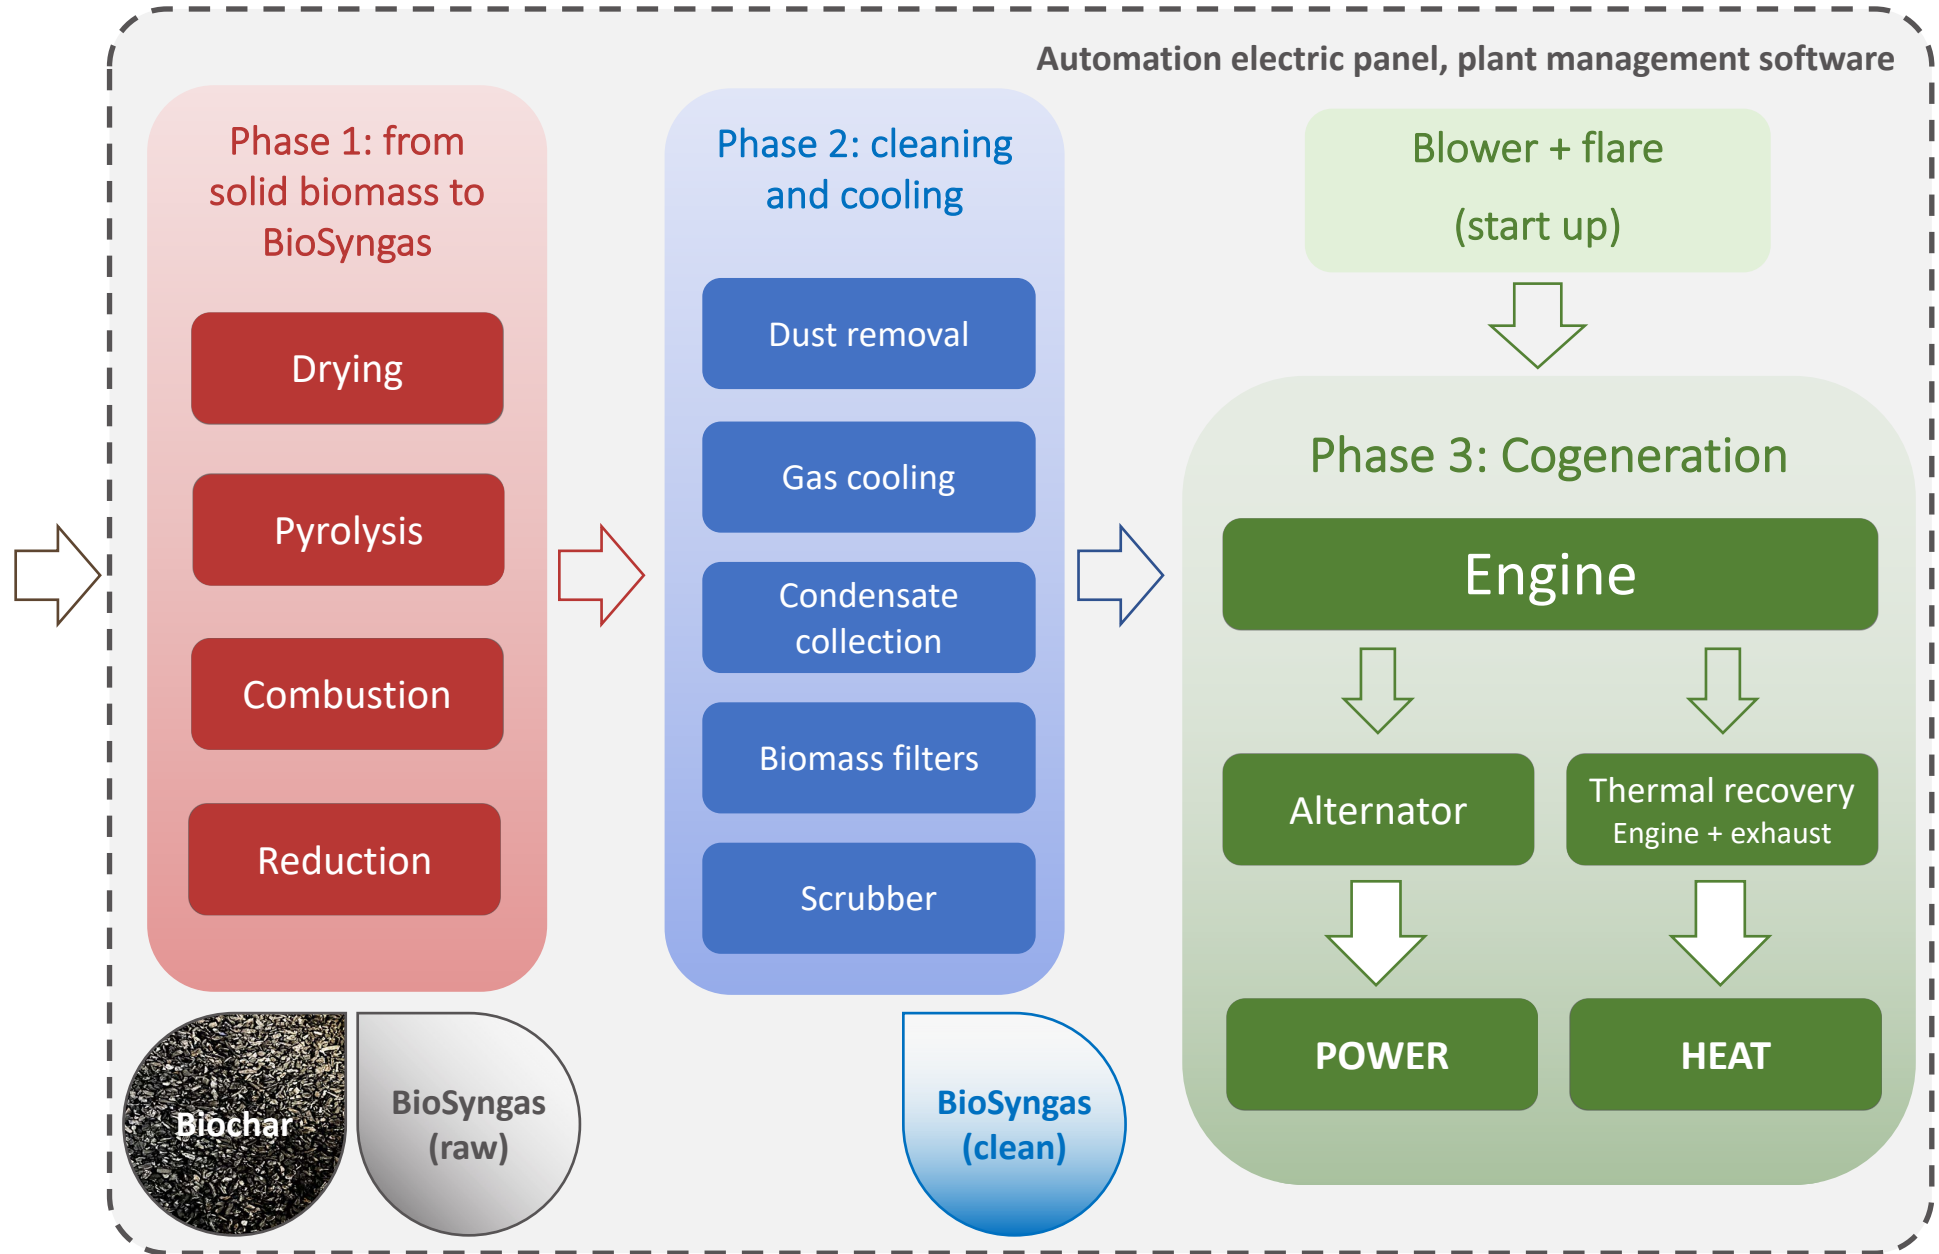 Automation electric panel, plant management software
Phase 1: from
solid biomass to
BioSyngas
Drying
Pyrolysis
Combustion
Reduction
Biochar
BioSyngas
(raw)
Phase 2: cleaning
and cooling
Dust removal
Gas cooling
Condensate
collection
Biomass filters
Scrubber
BioSyngas
(clean)
Blower + flare
(start up)
Phase 3: Cogeneration
Engine
Alternator
Thermal recovery
Engine + exhaust
POWER
HEAT